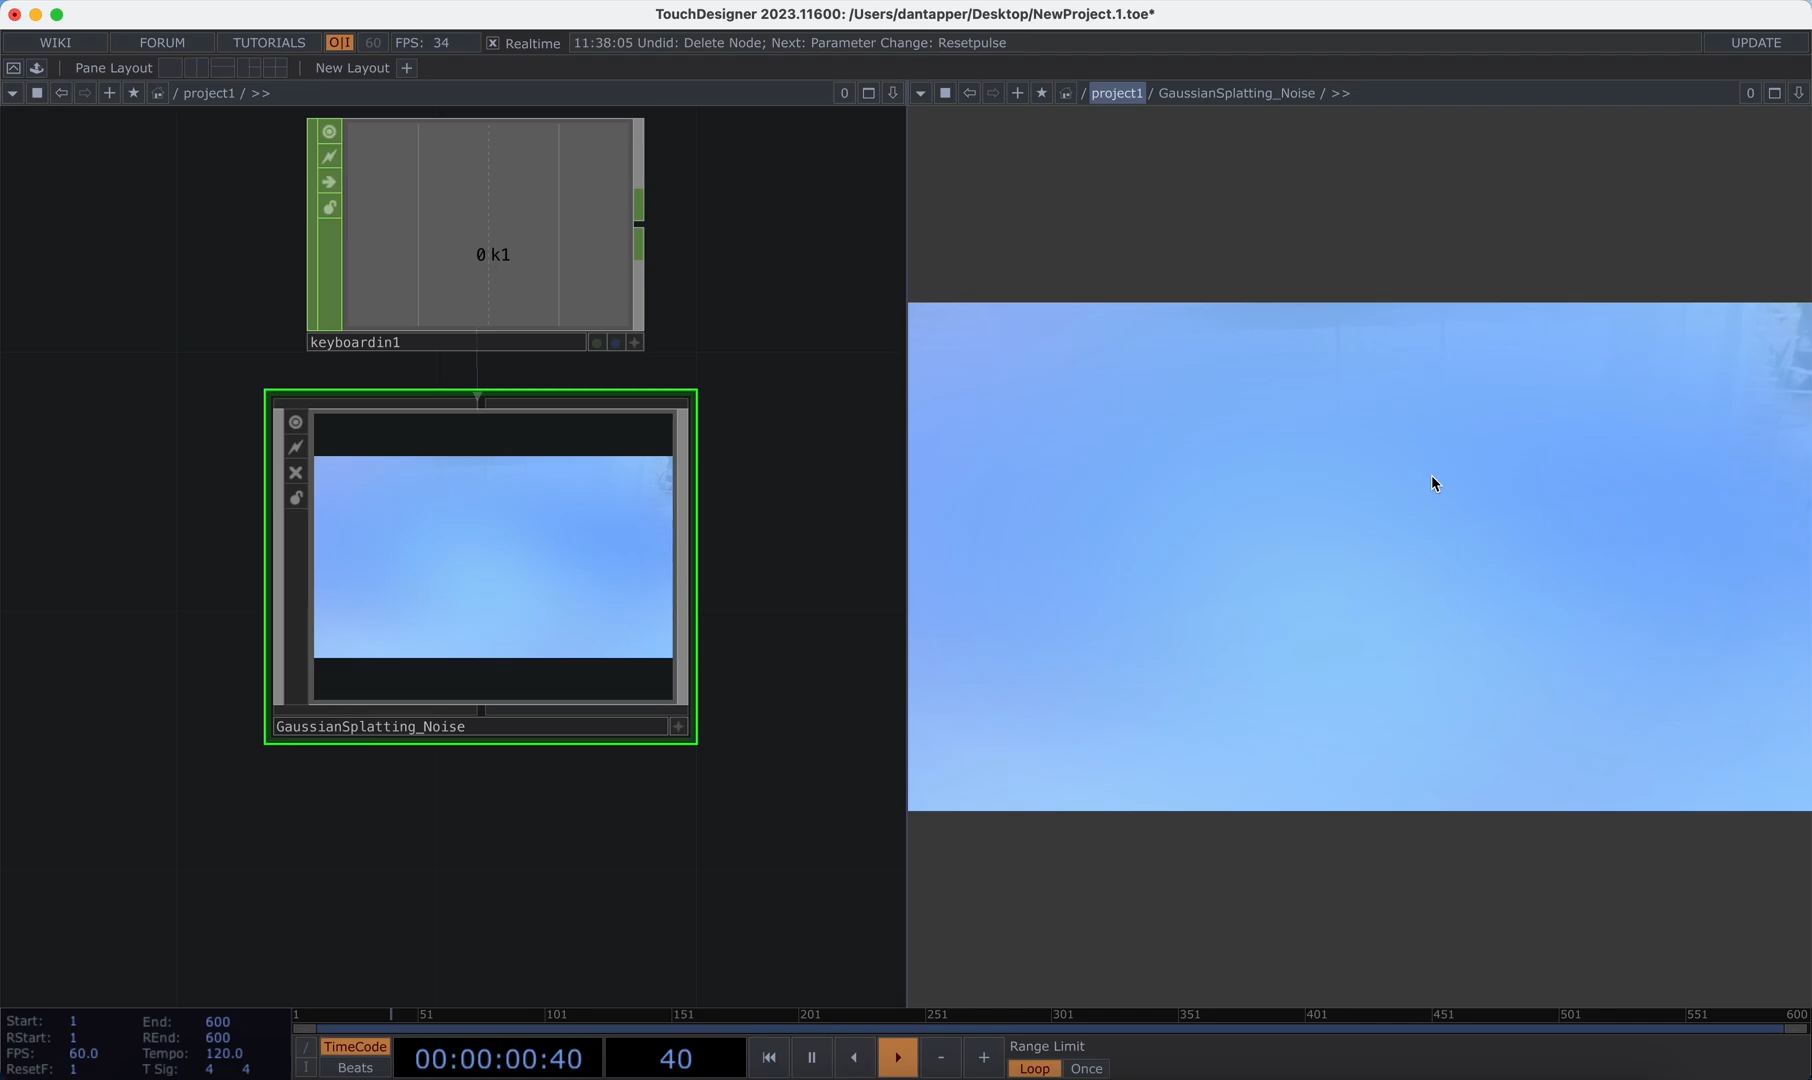 TouchDesigner 2023.11600: /Users/dantapper/Desktop/NewProject.1.toe*
WIKI FORUM TUTORIALS O|I 60 FPS: 34 Realtime 11:38:05 Undid: Delete Node; Next: Parameter Change: Resetpulse UPDATE
Pane Layout New Layout +
/ project1 / >> 0
/ project1 / GaussianSplatting_Noise / >> 0
0 k1
keyboardin1
GaussianSplatting_Noise
1 51 101 151 201 251 301 351 401 451 501 551 600
Start: 1 End: 600
RStart: 1 REnd: 600
FPS: 60.0 Tempo: 120.0
ResetF: 1 T Sig: 4 4
/ TimeCode
I Beats
00:00:00:40 40
- +
Range Limit
Loop Once